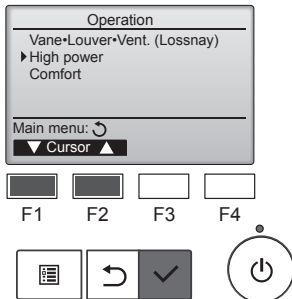 Operation
Vane•Louver•Vent. (Lossnay)
High power
Comfort
Main menu:
Cursor
F1 F2 F3 F4